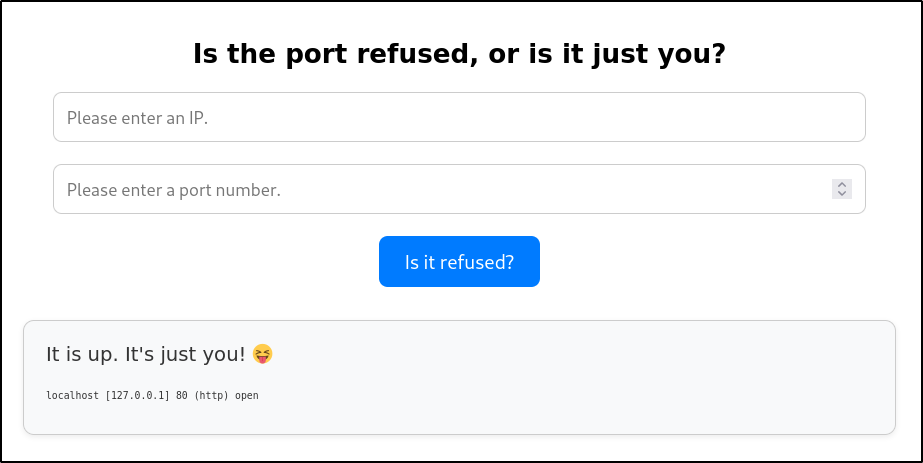 Is the port refused, or is it just you?
Please enter an IP.
Please enter a port number.
Is it refused?
It is up. It's just you! 😝
localhost [127.0.0.1] 80 (http) open